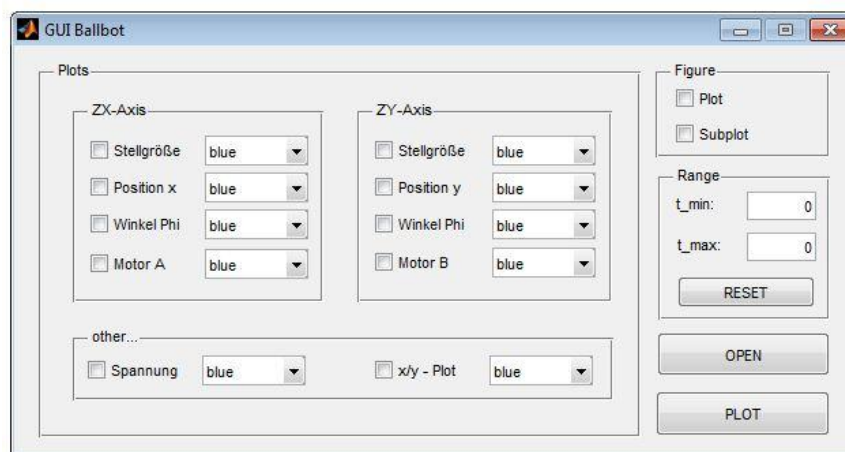 GUI Ballbot
Plots
ZX-Axis
Stellgröße blue
Position x blue
Winkel Phi blue
Motor A blue
ZY-Axis
Stellgröße blue
Position y blue
Winkel Phi blue
Motor B blue
other...
Spannung blue
x/y - Plot blue
Figure
Plot
Subplot
Range
t_min: 0
t_max: 0
RESET
OPEN
PLOT